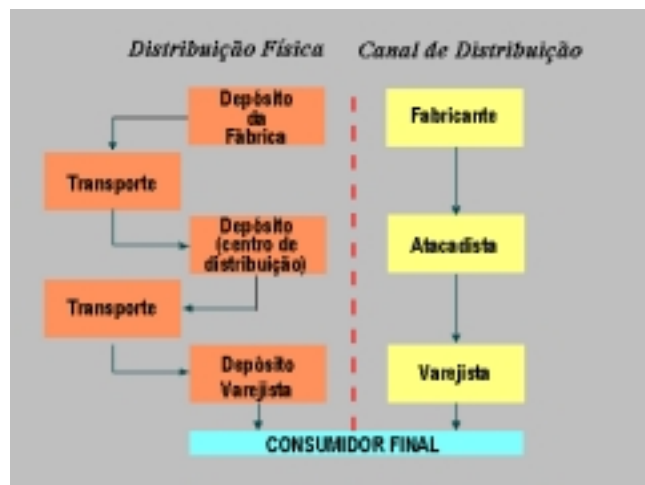 Distribuição Física
Canal de Distribuição
Depósito
da
Fábrica
Fabricante
Transporte
Depósito
(centro de
distribuição)
Atacadista
Transporte
Depósito
Varejista
Varejista
CONSUMIDOR FINAL